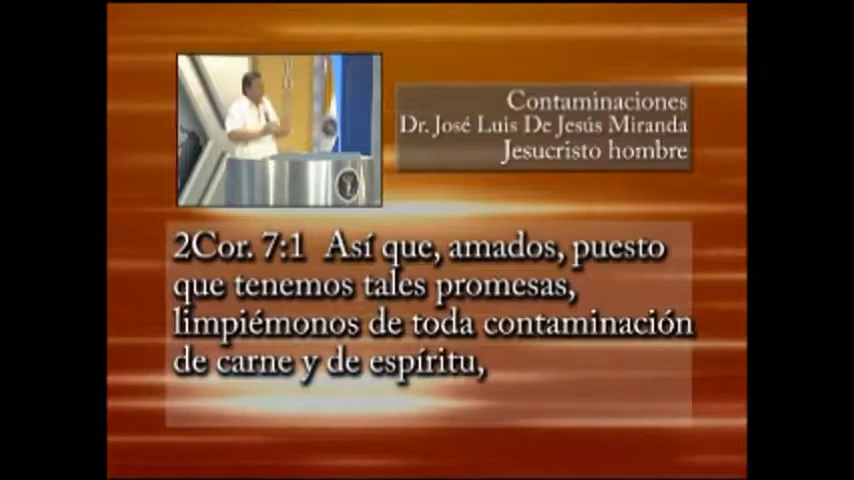 Contaminaciones
Dr. José Luis De Jesús Miranda
Jesucristo hombre
2Cor. 7:1 Así que, amados, puesto
que tenemos tales promesas,
limpiémonos de toda contaminación
de carne y de espíritu,